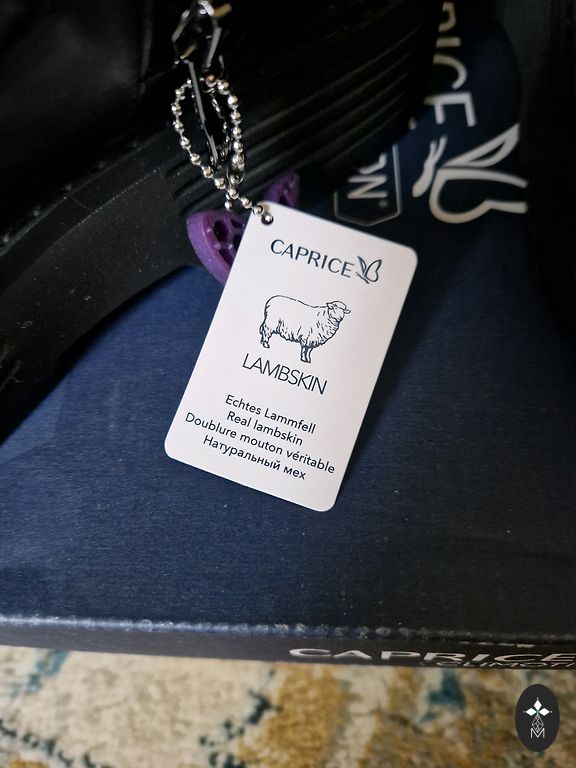 CAPRICE
LAMBSKIN
Echtes Lammfell
Real lambskin
Doublure mouton véritable
Натуральный мех
CAPRICE
M